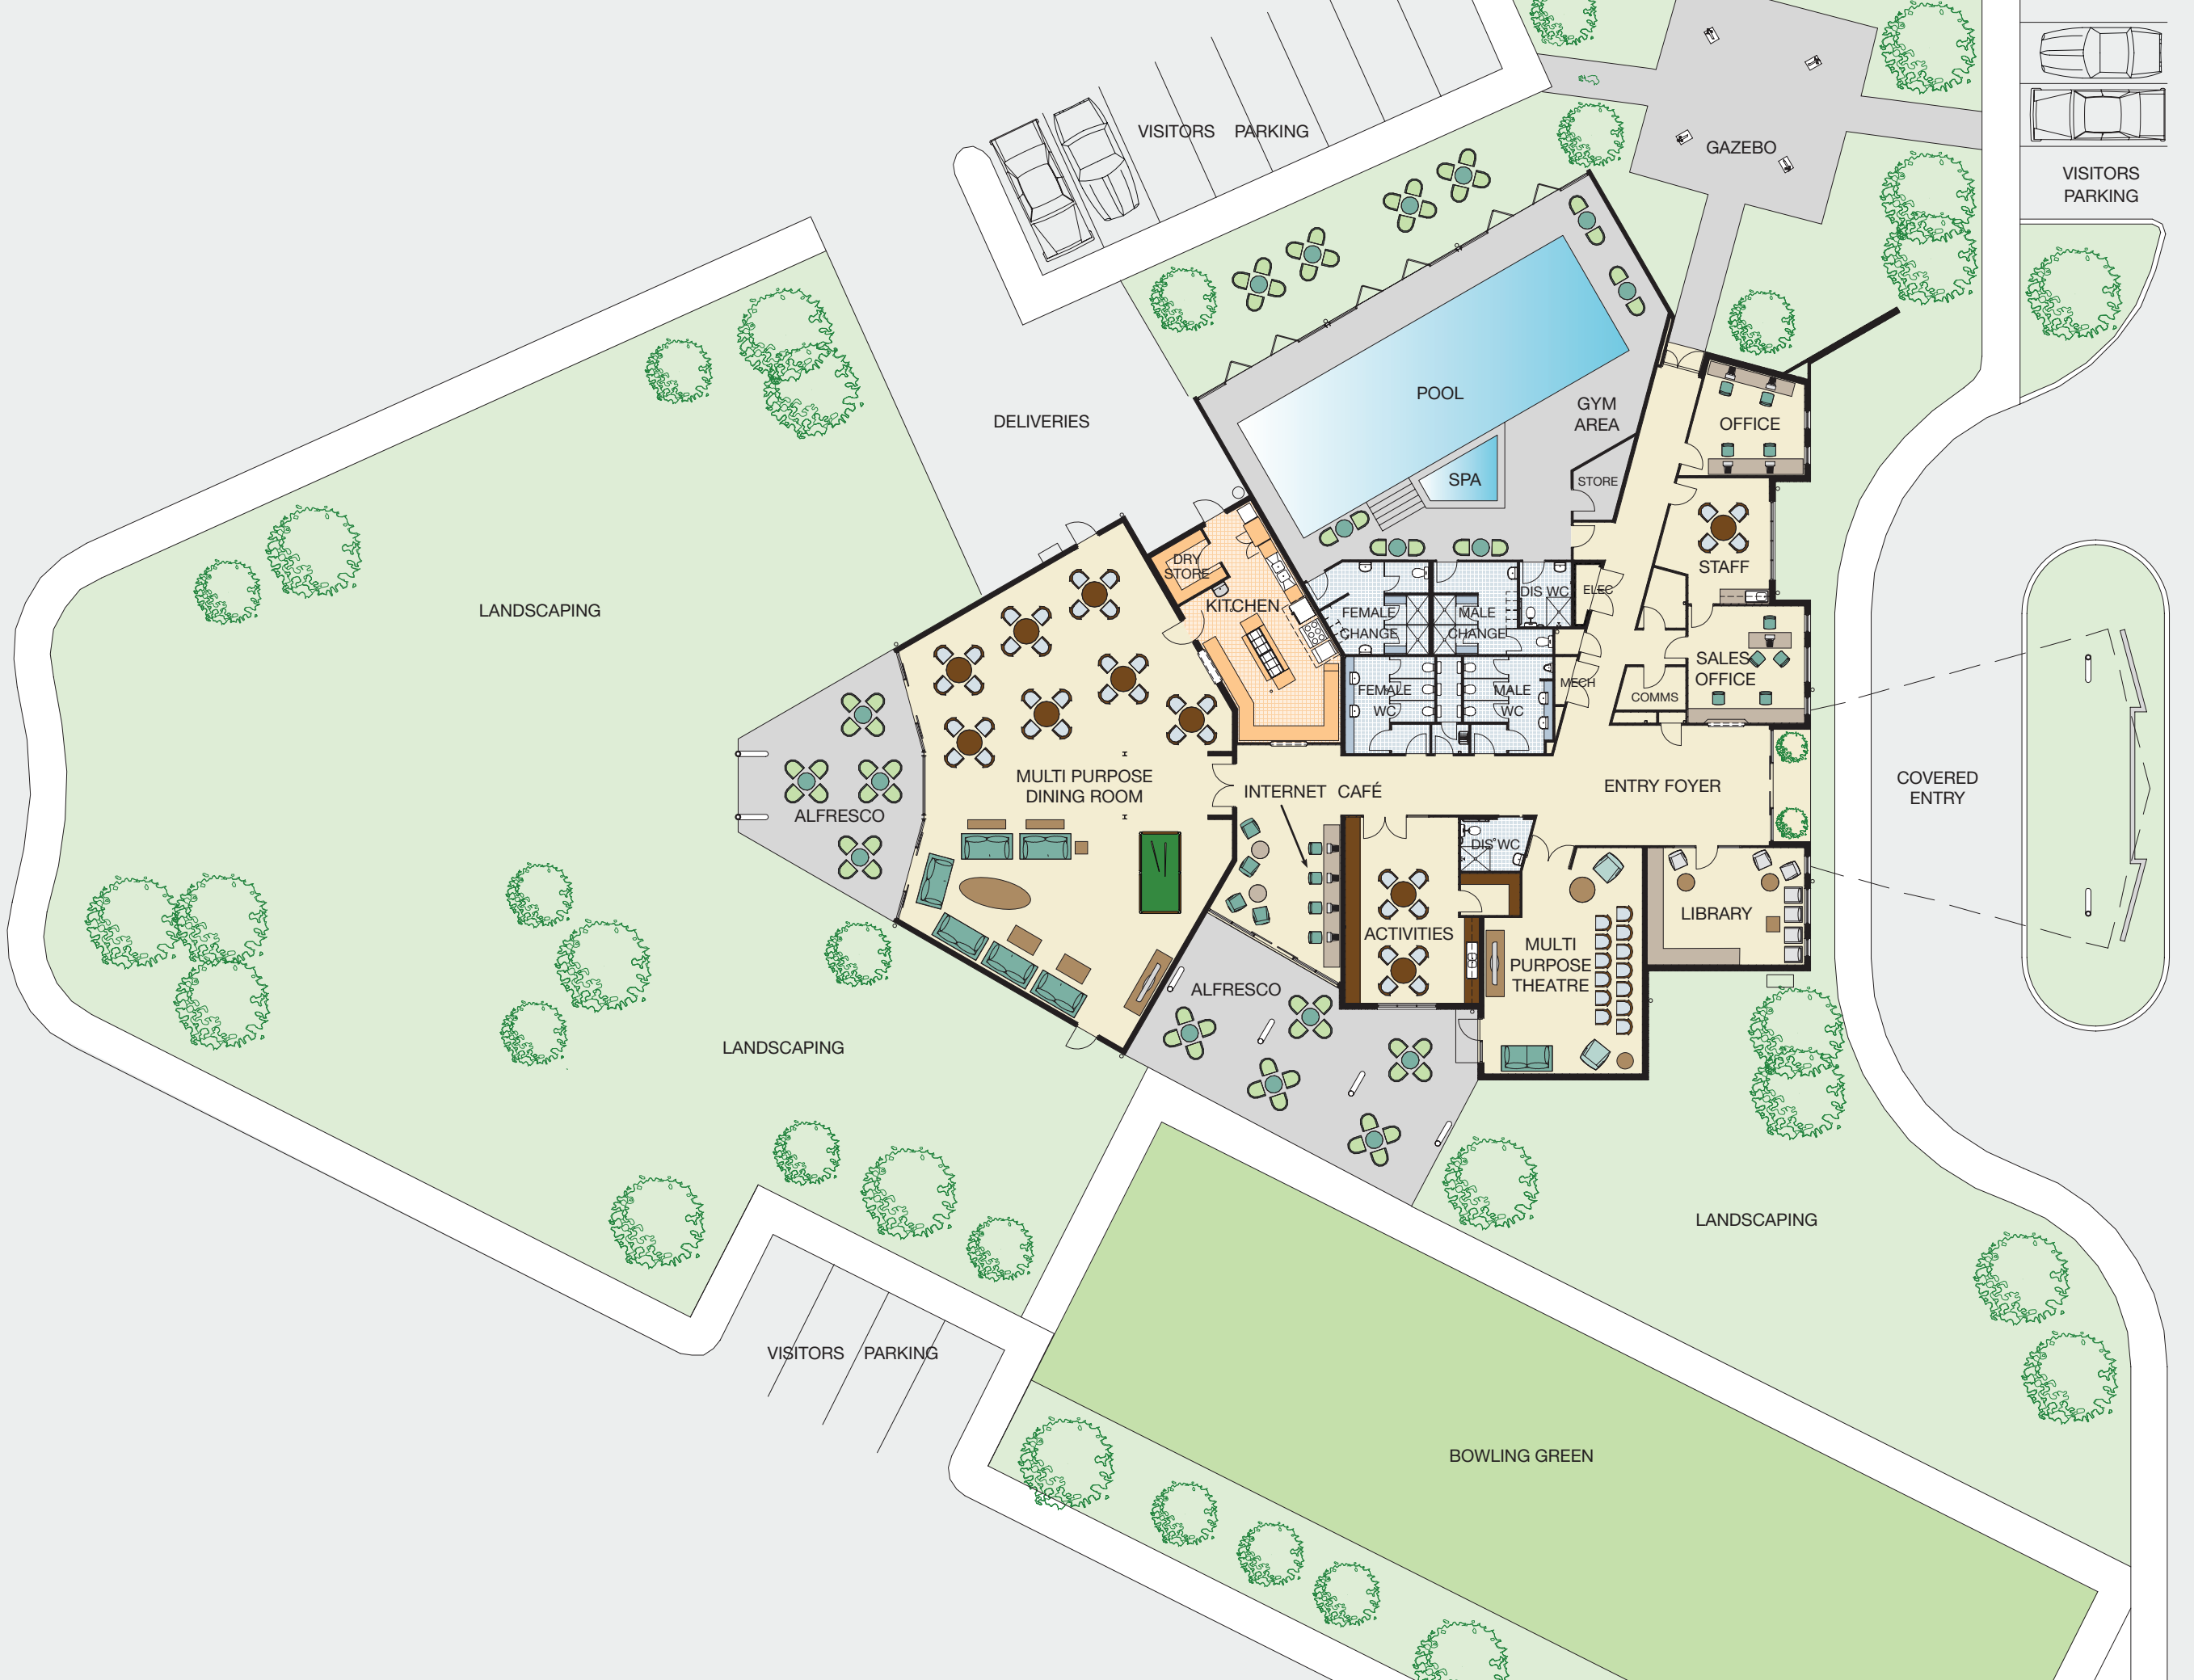 VISITORS PARKING
GAZEBO
VISITORS
PARKING
DELIVERIES
POOL
GYM
AREA
OFFICE
SPA
STORE
DRY
STORE
STAFF
KITCHEN
DIS WC
ELEC
FEMALE
CHANGE
MALE
CHANGE
LANDSCAPING
SALES
OFFICE
MECH
COMMS
FEMALE
WC
MALE
WC
MULTI PURPOSE
DINING ROOM
INTERNET CAFÉ
ENTRY FOYER
COVERED
ENTRY
ALFRESCO
DIS WC
LIBRARY
ACTIVITIES
MULTI
PURPOSE
THEATRE
ALFRESCO
LANDSCAPING
LANDSCAPING
VISITORS PARKING
BOWLING GREEN